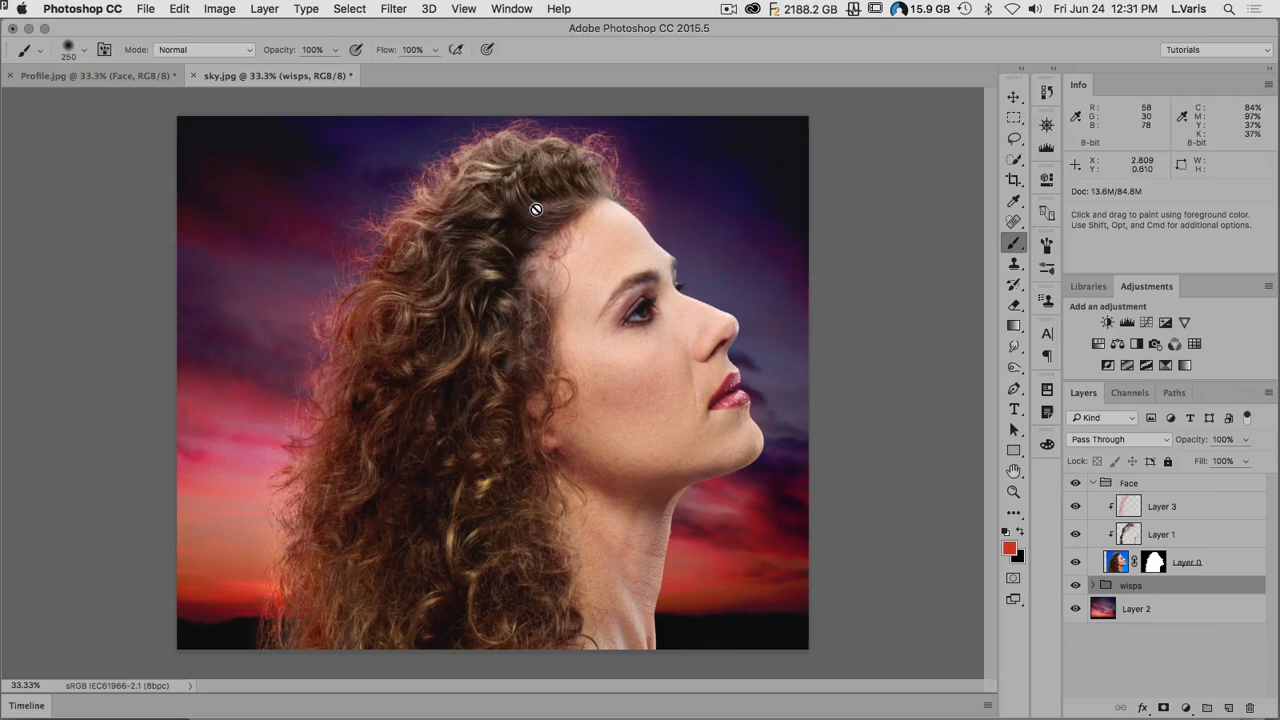 Photoshop CC File Edit Image Layer Type Select Filter 3D View Window Help 2188.2 G 15.9 GB Fri Jun 24 12:31 PM L.Varis
Adobe Photoshop CC 2015.5
250 Mode: Normal Opacity: 100% Flow: 100% Tutorials
Profile.jpg @ 33.3% (Face, RGB/8) * sky.jpg @ 33.3% (wisps, RGB/8) *
Info
R: 58 C: 84%
G: 30 M: 97%
B: 78 Y: 37%
K: 37%
8-bit 8-bit
X: 2.809 W:
Y: 0.610 H:
Doc: 13.6M/84.8M
Click and drag to paint using foreground color.
Use Shift, Opt, and Cmd for additional options.
Libraries Adjustments
Add an adjustment
Layers Channels Paths
Kind
Pass Through Opacity: 100%
Lock: Fill: 100%
Face
Layer 3
Layer 1
Layer 0
wisps
Layer 2
33.33% sRGB IEC61966-2.1 (8bpc)
Timeline